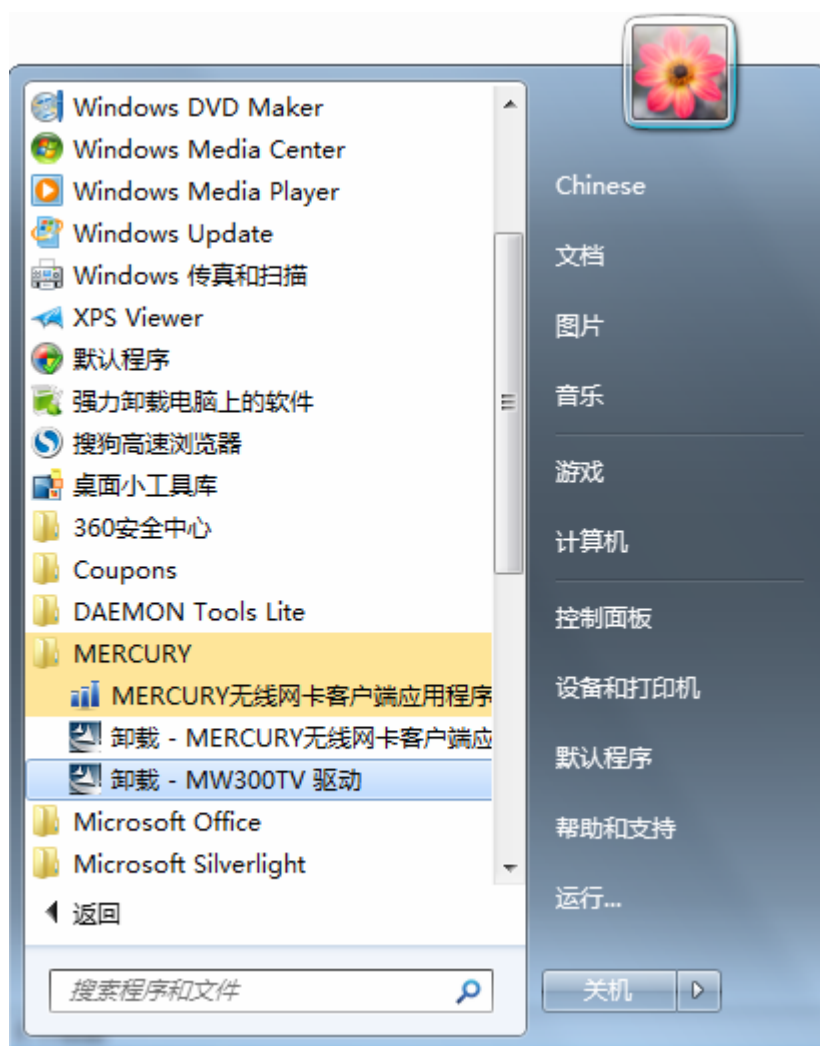 Windows DVD Maker
Windows Media Center
Windows Media Player
Windows Update
Windows 传真和扫描
XPS Viewer
默认程序
强力卸载电脑上的软件
搜狗高速浏览器
桌面小工具库
360安全中心
Coupons
DAEMON Tools Lite
MERCURY
MERCURY无线网卡客户端应用程序
卸载 - MERCURY无线网卡客户端应
卸载 - MW300TV 驱动
Microsoft Office
Microsoft Silverlight
返回
搜索程序和文件
Chinese
文档
图片
音乐
游戏
计算机
控制面板
设备和打印机
默认程序
帮助和支持
运行...
关机